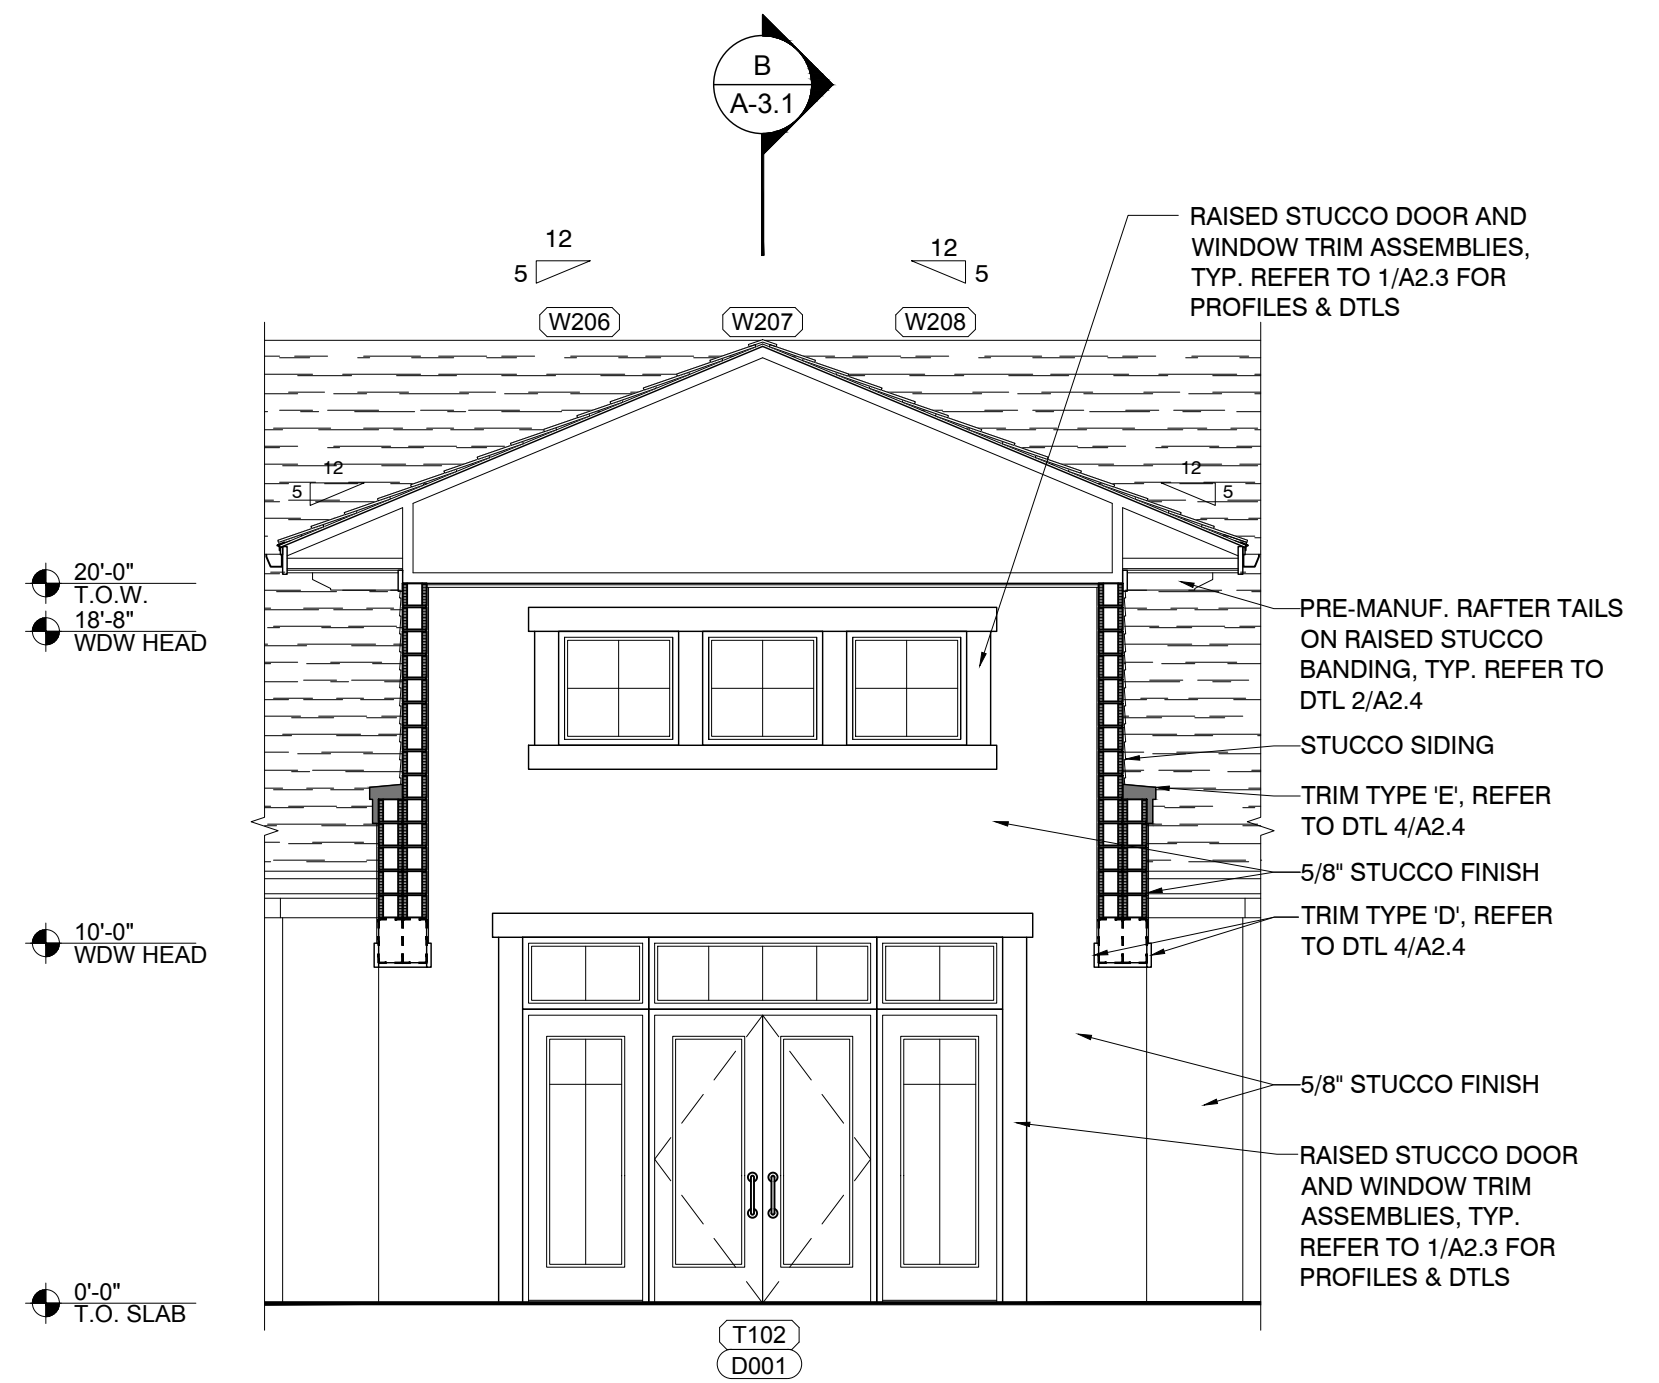 B
A-3.1
RAISED STUCCO DOOR AND
WINDOW TRIM ASSEMBLIES,
TYP. REFER TO 1/A2.3 FOR
PROFILES & DTLS
12
5
12
5
W206
W207
W208
12
5
12
5
20'-0"
T.O.W.
18'-8"
WDW HEAD
PRE-MANUF. RAFTER TAILS
ON RAISED STUCCO
BANDING, TYP. REFER TO
DTL 2/A2.4
STUCCO SIDING
TRIM TYPE 'E', REFER
TO DTL 4/A2.4
5/8" STUCCO FINISH
TRIM TYPE 'D', REFER
TO DTL 4/A2.4
10'-0"
WDW HEAD
5/8" STUCCO FINISH
RAISED STUCCO DOOR
AND WINDOW TRIM
ASSEMBLIES, TYP.
REFER TO 1/A2.3 FOR
PROFILES & DTLS
0'-0"
T.O. SLAB
T102
D001